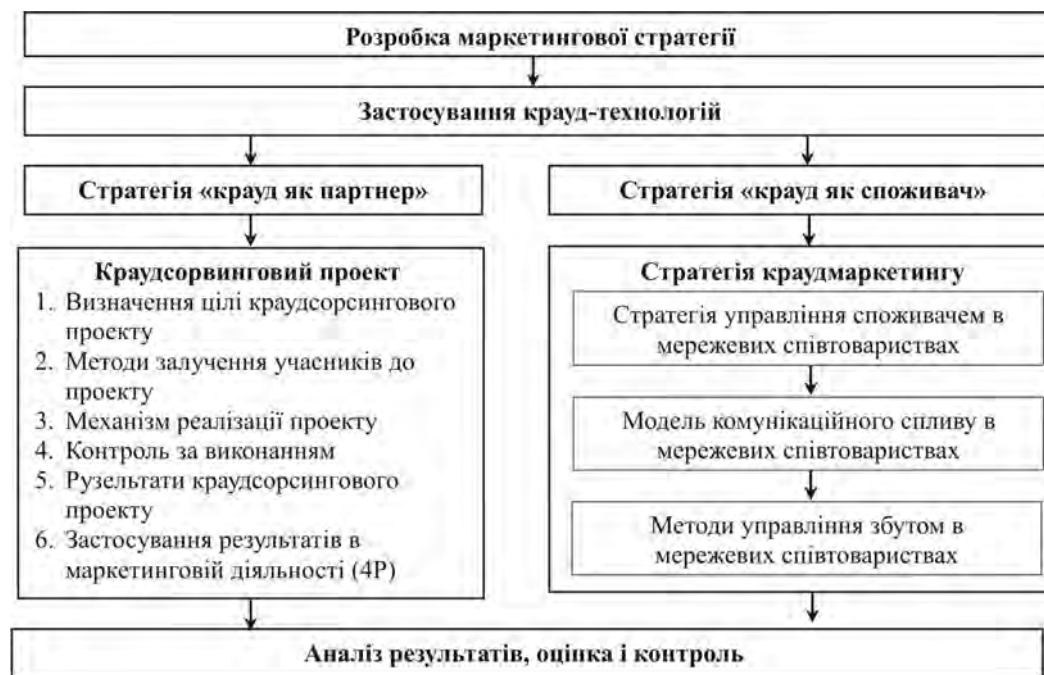 Розробка маркетингової стратегії
Застосування крауд-технологій
Стратегія «крауд як партнер»
Стратегія «крауд як споживач»
Краудсорвинговий проект
1. Визначення цілі краудсорсингового
проекту
2. Методи залучення учасників до
проекту
3. Механізм реалізації проекту
4. Контроль за виконанням
5. Рузельтати краудсорсингового
проекту
6. Застосування результатів в
маркетинговій діяльності (4Р)
Стратегія краудмаркетингу
Стратегія управління споживачем в
мережевих співтовариствах
Модель комунікаційного спливу в
мережевих співтовариствах
Методи управління збутом в
мережевих співтовариствах
Аналіз результатів, оцінка і контроль